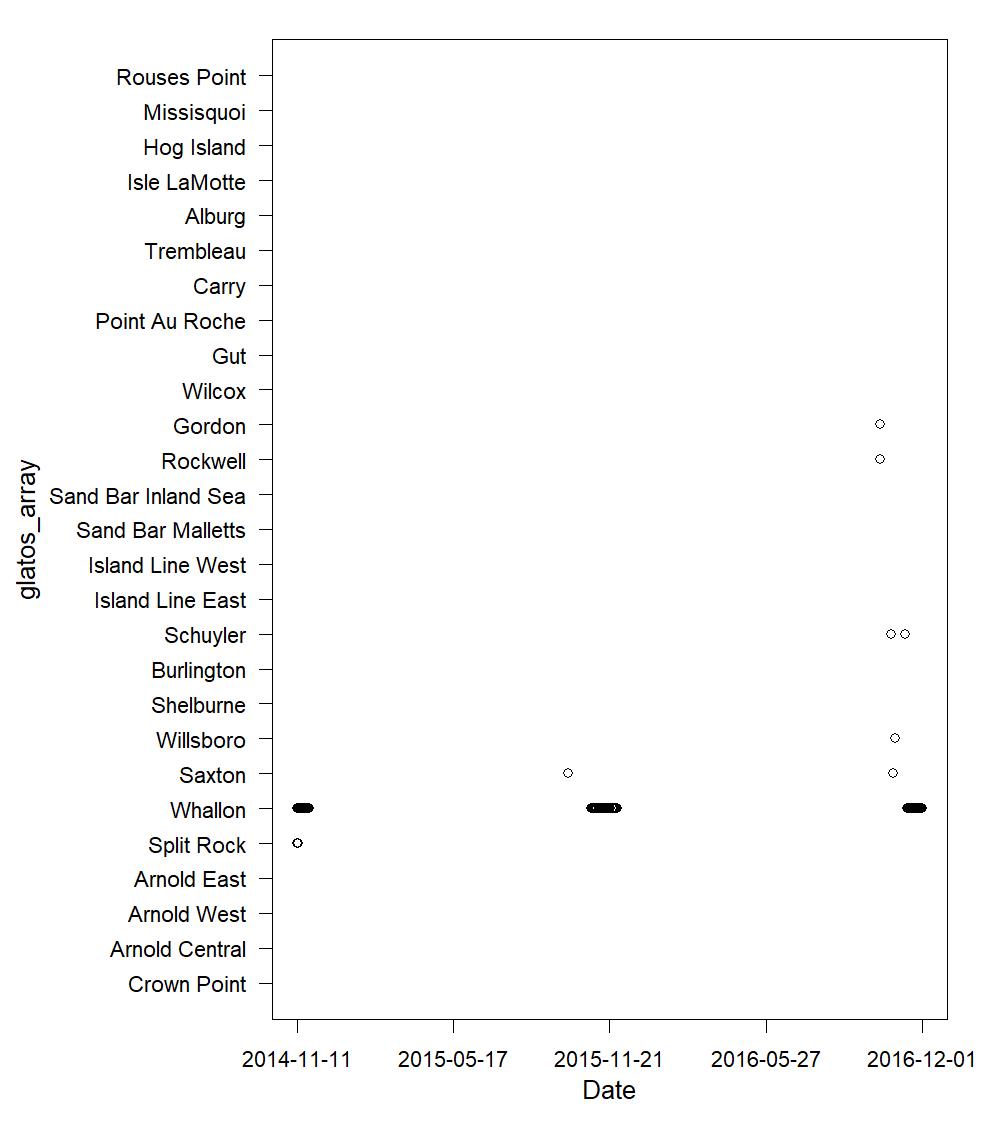 Rouses Point
Missisquoi
Hog Island
Isle LaMotte
Alburg
Trembleau
Carry
Point Au Roche
Gut
Wilcox
Gordon
Rockwell
Sand Bar Inland Sea
Sand Bar Malletts
Island Line West
Island Line East
Schuyler
Burlington
Shelburne
Willsboro
Saxton
Whallon
Split Rock
Arnold East
Arnold West
Arnold Central
Crown Point
glatos_array
2014-11-11 2015-05-17 2015-11-21 2016-05-27 2016-12-01
Date